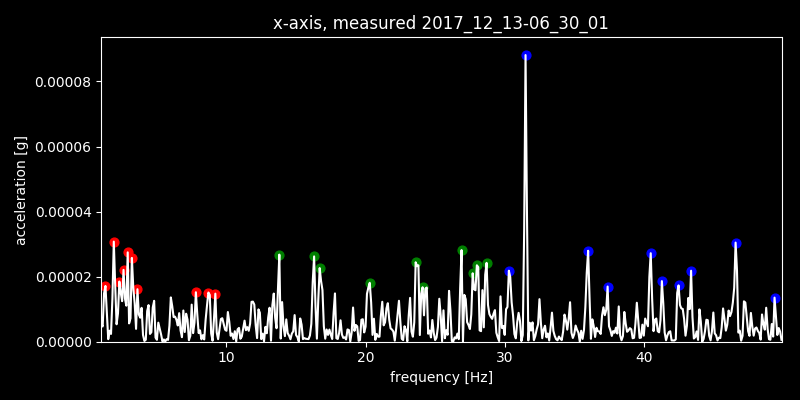 x-axis, measured 2017_12_13-06_30_01
0.00008
0.00006
0.00004
0.00002
0.00000
acceleration [g]
10 20 30 40
frequency [Hz]